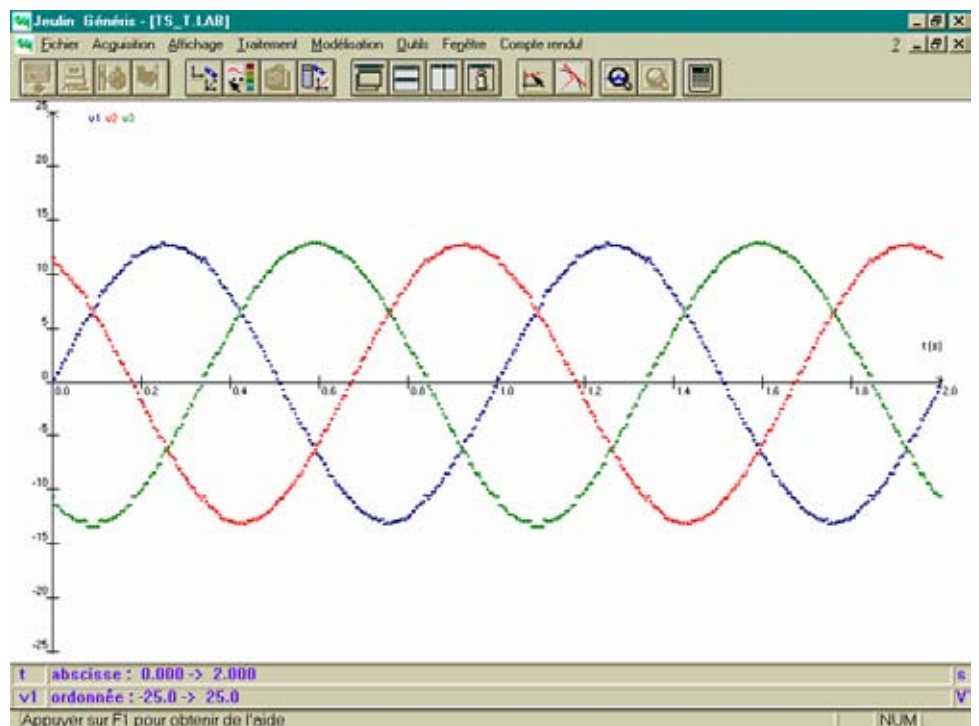 Jeulin Généris - [TS_T.LAB]
Fichier Acquisition Affichage Traitement Modélisation Outils Fenêtre Compte rendu! ?
25
v1 v2 v3
20
15
10
5
t(s)
0
0.0 0.2 0.4 0.6 0.8 1.0 1.2 1.4 1.6 1.8 2.0
-5
-10
-15
-20
-25
t abscisse : 0.000 -> 2.000 s
v1 ordonnée : -25.0 -> 25.0 V
Appuyer sur F1 pour obtenir de l'aide NUM